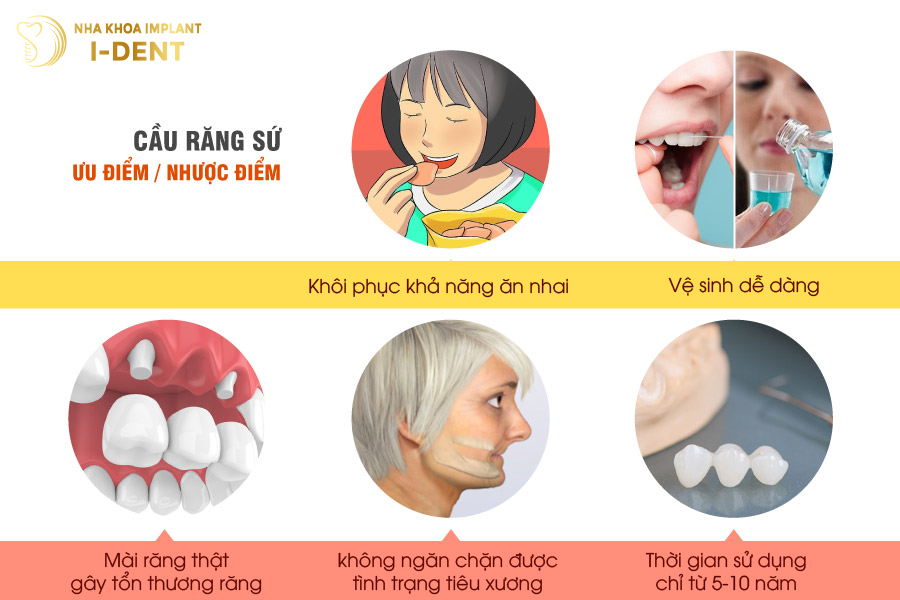 NHA KHOA IMPLANT
I-DENT
CẦU RĂNG SỨ
ƯU ĐIỂM / NHƯỢC ĐIỂM
Khôi phục khả năng ăn nhai
Vệ sinh dễ dàng
Mài răng thật
gây tổn thương răng
không ngăn chặn được
tình trạng tiêu xương
Thời gian sử dụng
chỉ từ 5-10 năm